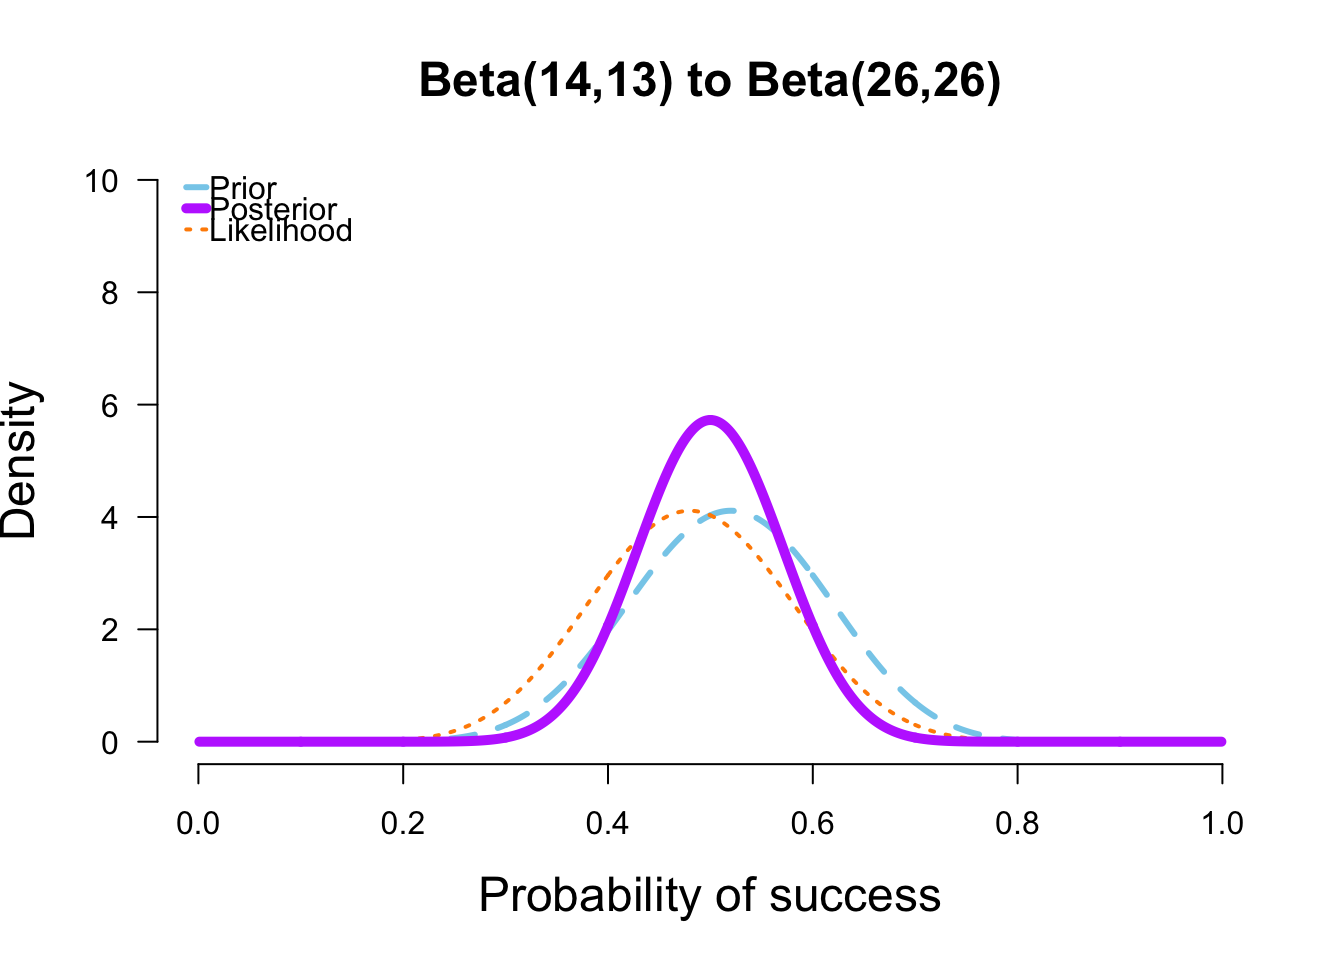 Beta(14,13) to Beta(26,26)
Prior
Posterior
Likelihood
Density
10
8
6
4
2
0
0.0 0.2 0.4 0.6 0.8 1.0
Probability of success